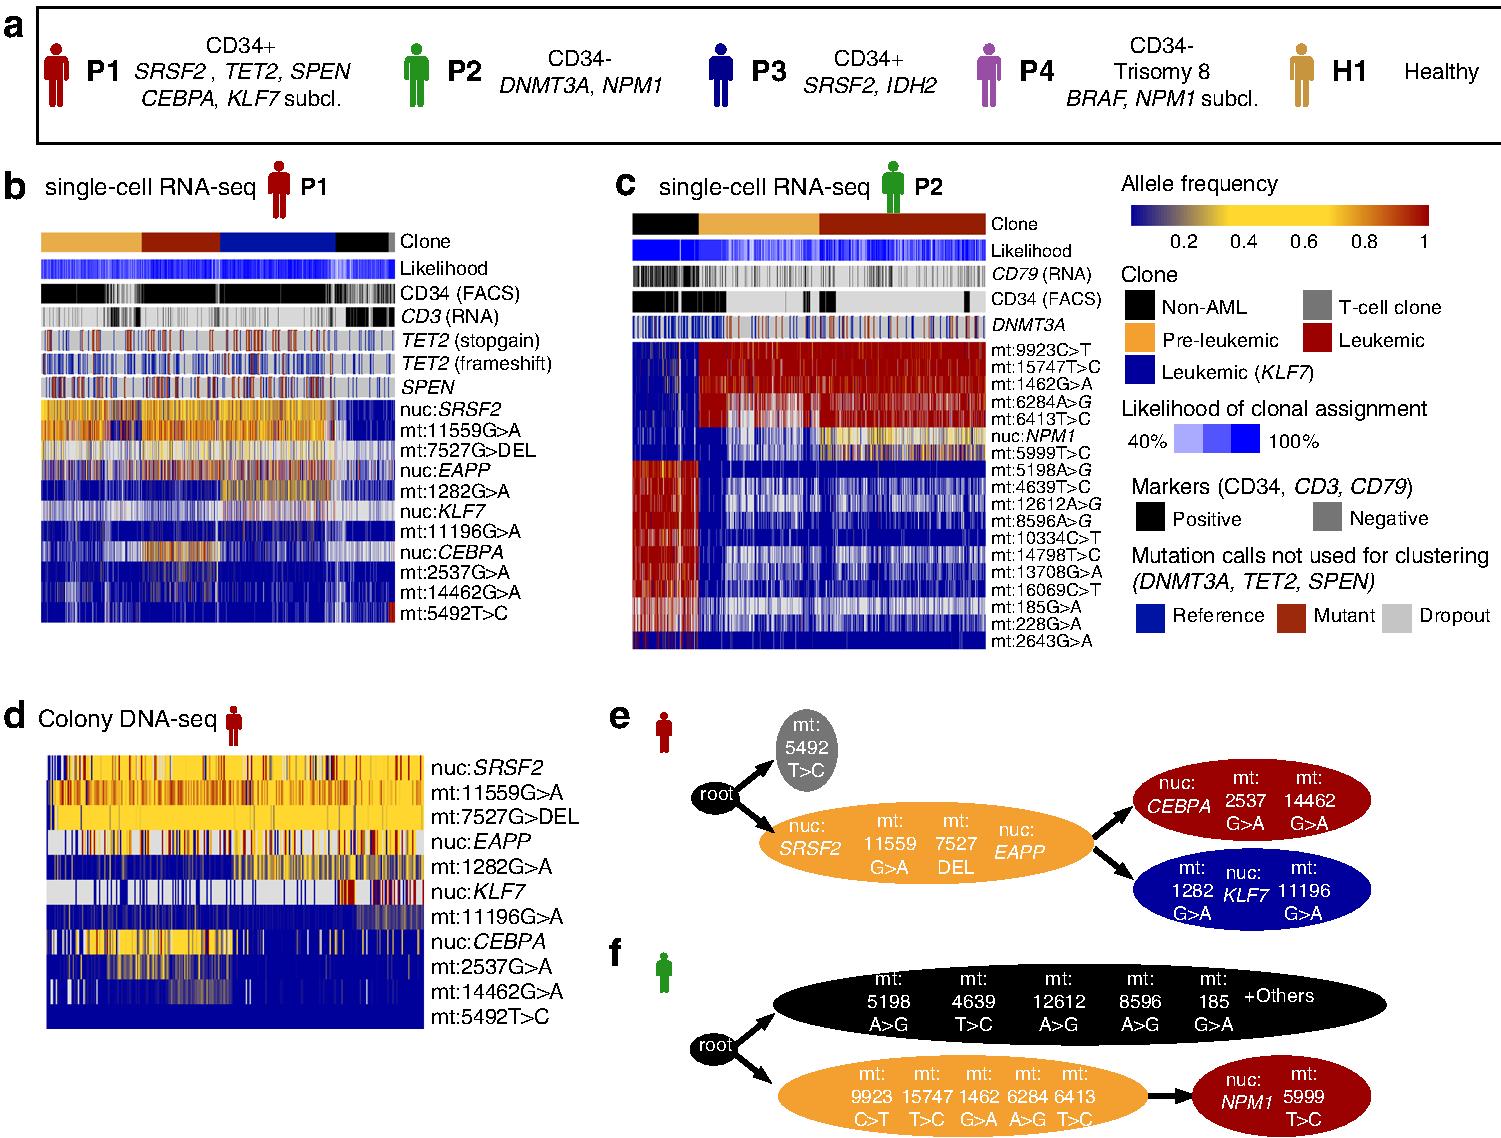 a
P1
CD34+
SRSF2 , TET2, SPEN
CEBPA, KLF7 subcl.
P2
CD34-
DNMT3A, NPM1
P3
CD34+
SRSF2, IDH2
P4
CD34-
Trisomy 8
BRAF, NPM1 subcl.
H1
Healthy
b single-cell RNA-seq P1
Clone
Likelihood
CD34 (FACS)
CD3 (RNA)
TET2 (stopgain)
TET2 (frameshift)
SPEN
nuc:SRSF2
mt:11559G>A
mt:7527G>DEL
nuc:EAPP
mt:1282G>A
nuc:KLF7
mt:11196G>A
nuc:CEBPA
mt:2537G>A
mt:14462G>A
mt:5492T>C
c single-cell RNA-seq P2
Clone
Likelihood
CD79 (RNA)
CD34 (FACS)
DNMT3A
mt:9923C>T
mt:15747T>C
mt:1462G>A
mt:6284A>G
mt:6413T>C
nuc:NPM1
mt:5999T>C
mt:5198A>G
mt:4639T>C
mt:12612A>G
mt:8596A>G
mt:10334C>T
mt:14798T>C
mt:13708G>A
mt:16069C>T
mt:185G>A
mt:228G>A
mt:2643G>A
Allele frequency
0.2 0.4 0.6 0.8 1
Clone
Non-AML
T-cell clone
Pre-leukemic
Leukemic
Leukemic (KLF7)
Likelihood of clonal assignment
40% 100%
Markers (CD34, CD3, CD79)
Positive
Negative
Mutation calls not used for clustering
(DNMT3A, TET2, SPEN)
Reference
Mutant
Dropout
d Colony DNA-seq
nuc:SRSF2
mt:11559G>A
mt:7527G>DEL
nuc:EAPP
mt:1282G>A
nuc:KLF7
mt:11196G>A
nuc:CEBPA
mt:2537G>A
mt:14462G>A
mt:5492T>C
e
root
mt:
5492
T>C
nuc:
SRSF2
mt:
11559
G>A
mt:
7527
DEL
nuc:
EAPP
nuc:
CEBPA
mt:
2537
G>A
mt:
14462
G>A
mt:
1282
G>A
nuc:
KLF7
mt:
11196
G>A
f
root
mt:
5198
A>G
mt:
4639
T>C
mt:
12612
A>G
mt:
8596
A>G
mt:
185
G>A
+Others
mt:
9923
C>T
mt:
15747
T>C
mt:
1462
G>A
mt:
6284
A>G
mt:
6413
T>C
nuc:
NPM1
mt:
5999
T>C